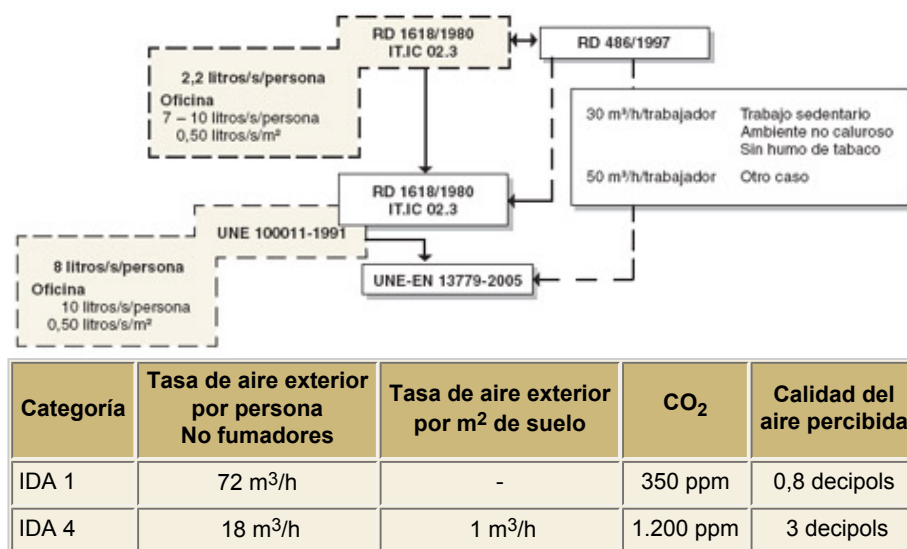 RD 1618/1980
IT.IC 02.3
RD 486/1997
2,2 litros/s/persona
Oficina
7 – 10 litros/s/persona
0,50 litros/s/m²
30 m³/h/trabajador Trabajo sedentario
Ambiente no caluroso
Sin humo de tabaco
50 m³/h/trabajador Otro caso
RD 1618/1980
IT.IC 02.3
UNE 100011-1991
8 litros/s/persona
Oficina
10 litros/s/persona
0,50 litros/s/m²
UNE-EN 13779-2005
Categoría
Tasa de aire exterior
por persona
No fumadores
Tasa de aire exterior
por m² de suelo
CO₂
Calidad del
aire percibida
IDA 1 72 m³/h - 350 ppm 0,8 decipols
IDA 4 18 m³/h 1 m³/h 1.200 ppm 3 decipols